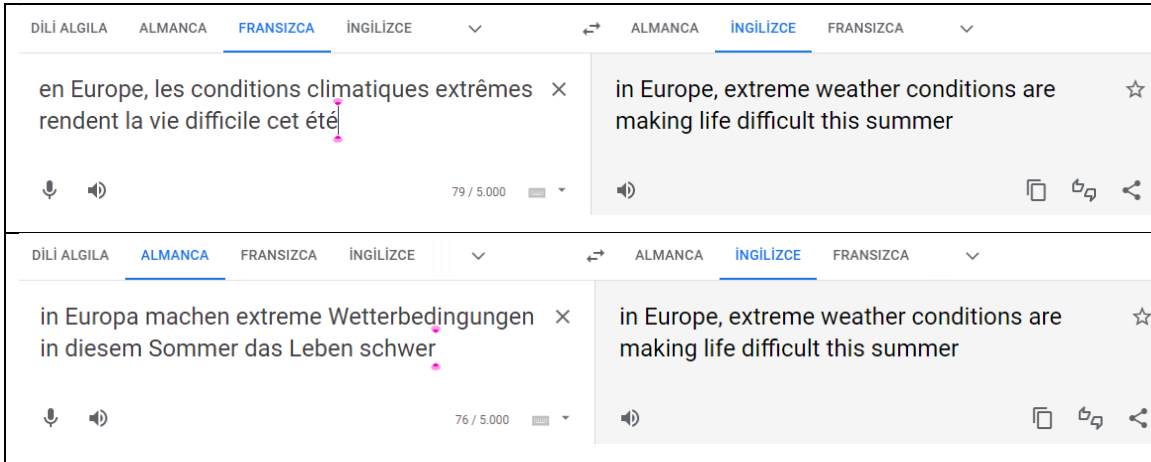 DİLİ ALGILA ALMANCA FRANSIZCA İNGİLİZCE ALMANCA İNGİLİZCE FRANSIZCA
en Europe, les conditions climatiques extrêmes
rendent la vie difficile cet été
in Europe, extreme weather conditions are
making life difficult this summer
79 / 5.000
DİLİ ALGILA ALMANCA FRANSIZCA İNGİLİZCE ALMANCA İNGİLİZCE FRANSIZCA
in Europa machen extreme Wetterbedingungen
in diesem Sommer das Leben schwer
in Europe, extreme weather conditions are
making life difficult this summer
76 / 5.000